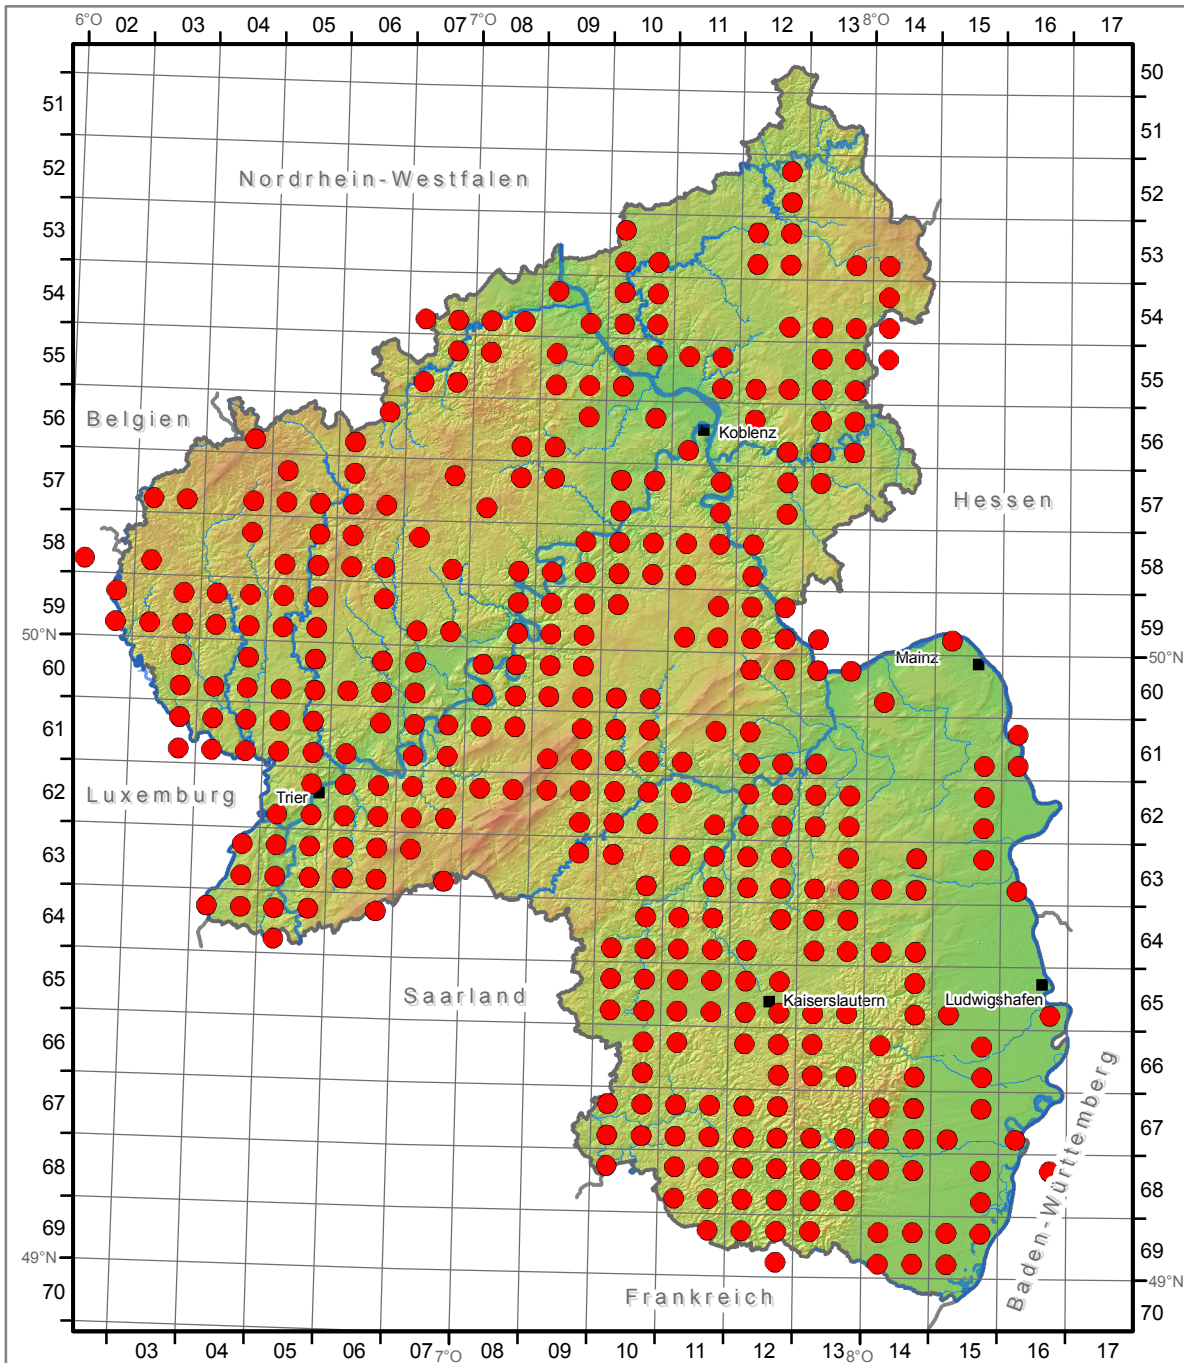 6°O 02 03 04 05 06 07 7°O 08 09 10 11 12 13 8°O 14 15 16 17
50
51
52
53
54
55
56
57
58
59
50°N
60
61
62
63
64
65
66
67
68
69
49°N
70
50
51
52
53
54
55
56
57
58
59
50°N
60
61
62
63
64
65
66
67
68
69
49°N
70
Nordrhein-Westfalen
Belgien
Koblenz
Hessen
Mainz
Luxemburg
Trier
Saarland
Kaiserslautern
Ludwigshafen
Baden-Württemberg
Frankreich
03 04 05 06 07 7°O 08 09 10 11 12 13 8°O 14 15 16 17